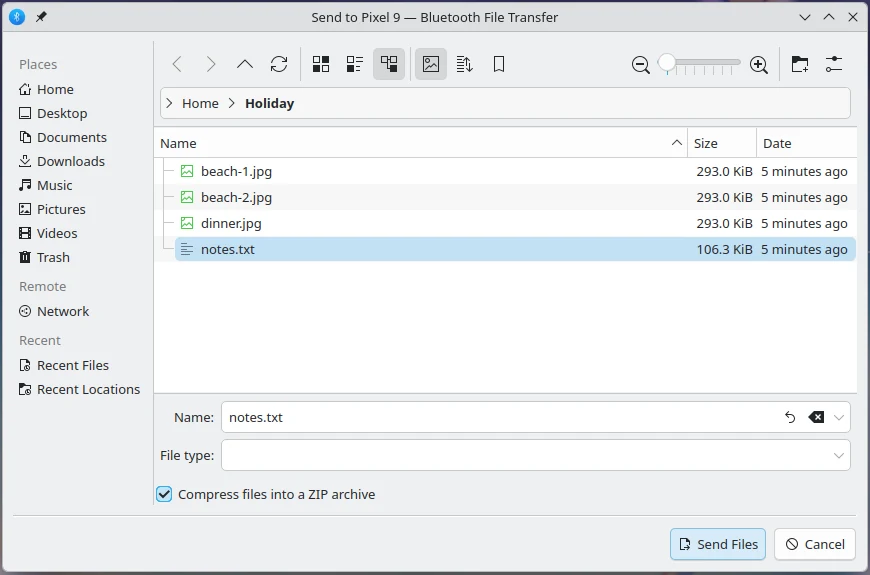 Send to Pixel 9 — Bluetooth File Transfer
Places
Home
Desktop
Documents
Downloads
Music
Pictures
Videos
Trash
Remote
Network
Recent
Recent Files
Recent Locations
Home Holiday
Name Size Date
beach-1.jpg 293.0 KiB 5 minutes ago
beach-2.jpg 293.0 KiB 5 minutes ago
dinner.jpg 293.0 KiB 5 minutes ago
notes.txt 106.3 KiB 5 minutes ago
Name: notes.txt
File type:
Compress files into a ZIP archive
Send Files Cancel